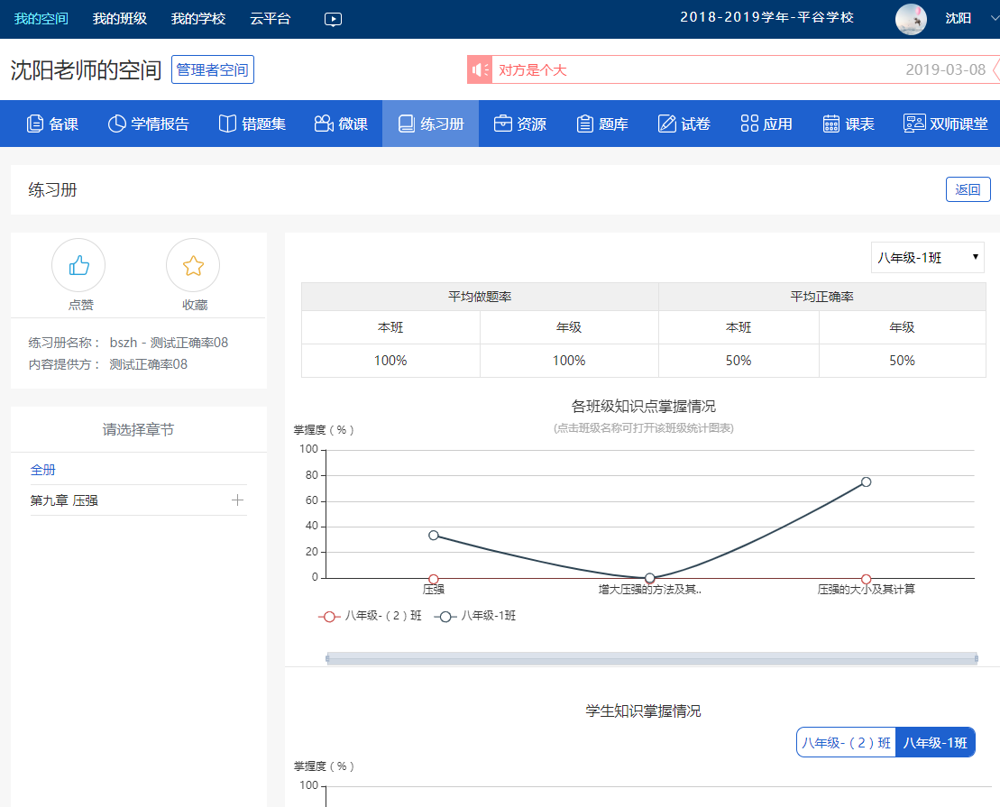 我的空间 我的班级 我的学校 云平台 2018-2019学年-平谷学校 沈阳
沈阳老师的空间 管理者空间 对方是个大 2019-03-08
备课 学情报告 错题集 微课 练习册 资源 题库 试卷 应用 课表 双师课堂
练习册 返回
点赞 收藏
练习册名称： bszh - 测试正确率08
内容提供方： 测试正确率08
请选择章节
全册
第九章 压强
八年级-1班
平均做题率 平均正确率
本班 年级 本班 年级
100% 100% 50% 50%
各班级知识点掌握情况
(点击班级名称可打开该班级统计图表)
掌握度（%）
100
80
60
40
20
0
压强 增大压强的方法及其.. 压强的大小及其计算
八年级-（2）班 八年级-1班
学生知识掌握情况
八年级-（2）班 八年级-1班
掌握度（%）
100